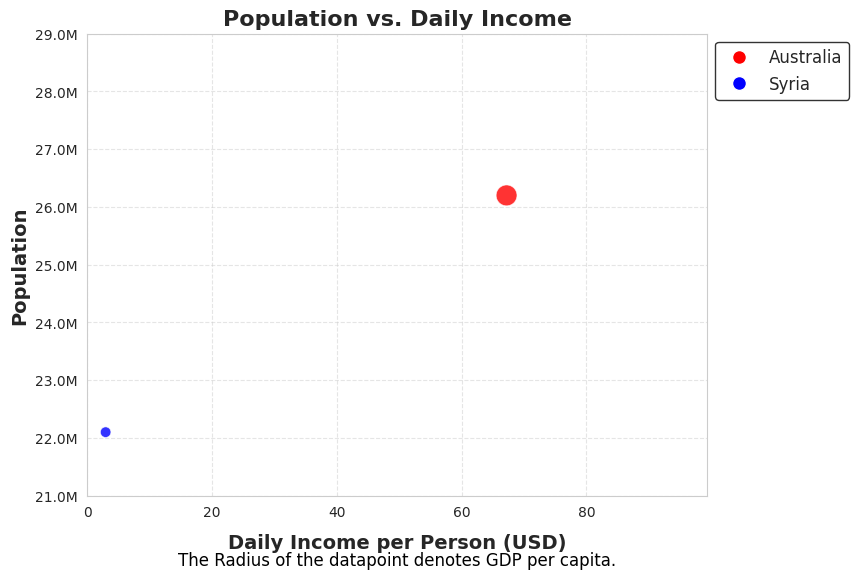 Population vs. Daily Income
Australia
Syria
29.0M
28.0M
27.0M
26.0M
25.0M
24.0M
23.0M
22.0M
21.0M
Population
0 20 40 60 80
Daily Income per Person (USD)
The Radius of the datapoint denotes GDP per capita.